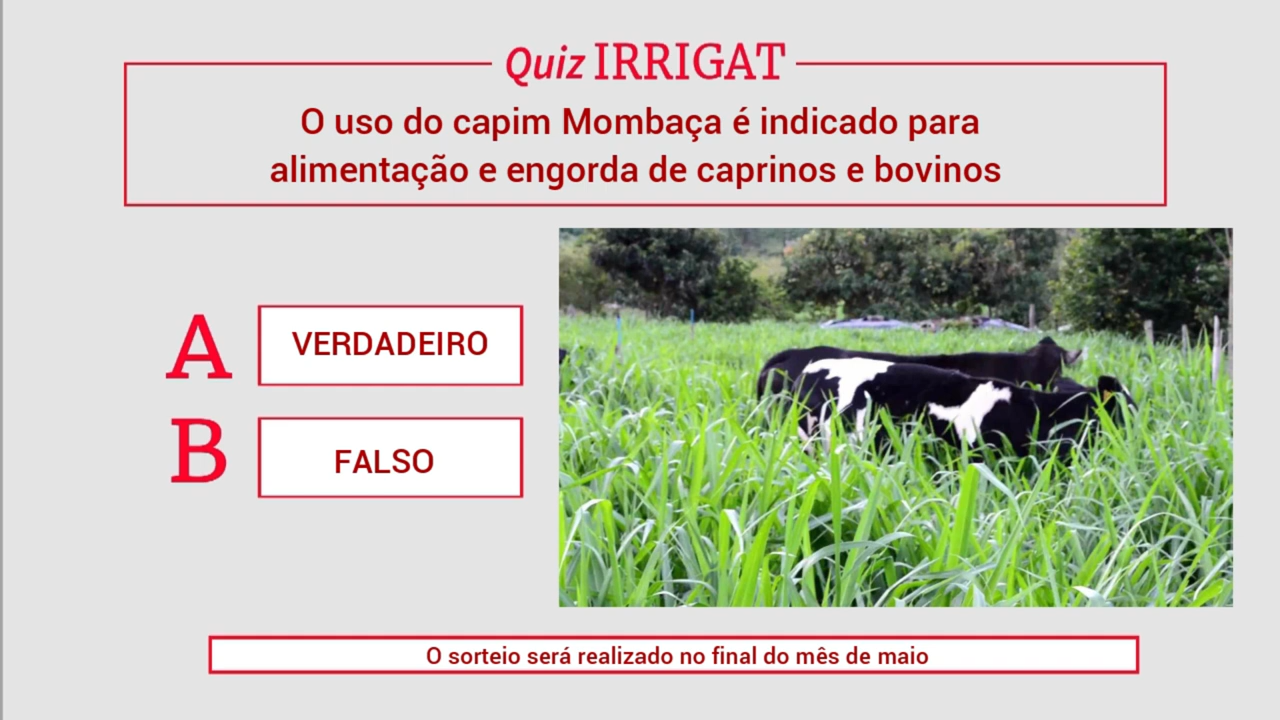 Quiz IRRIGAT
O uso do capim Mombaça é indicado para
alimentação e engorda de caprinos e bovinos
A VERDADEIRO
B FALSO
O sorteio será realizado no final do mês de maio